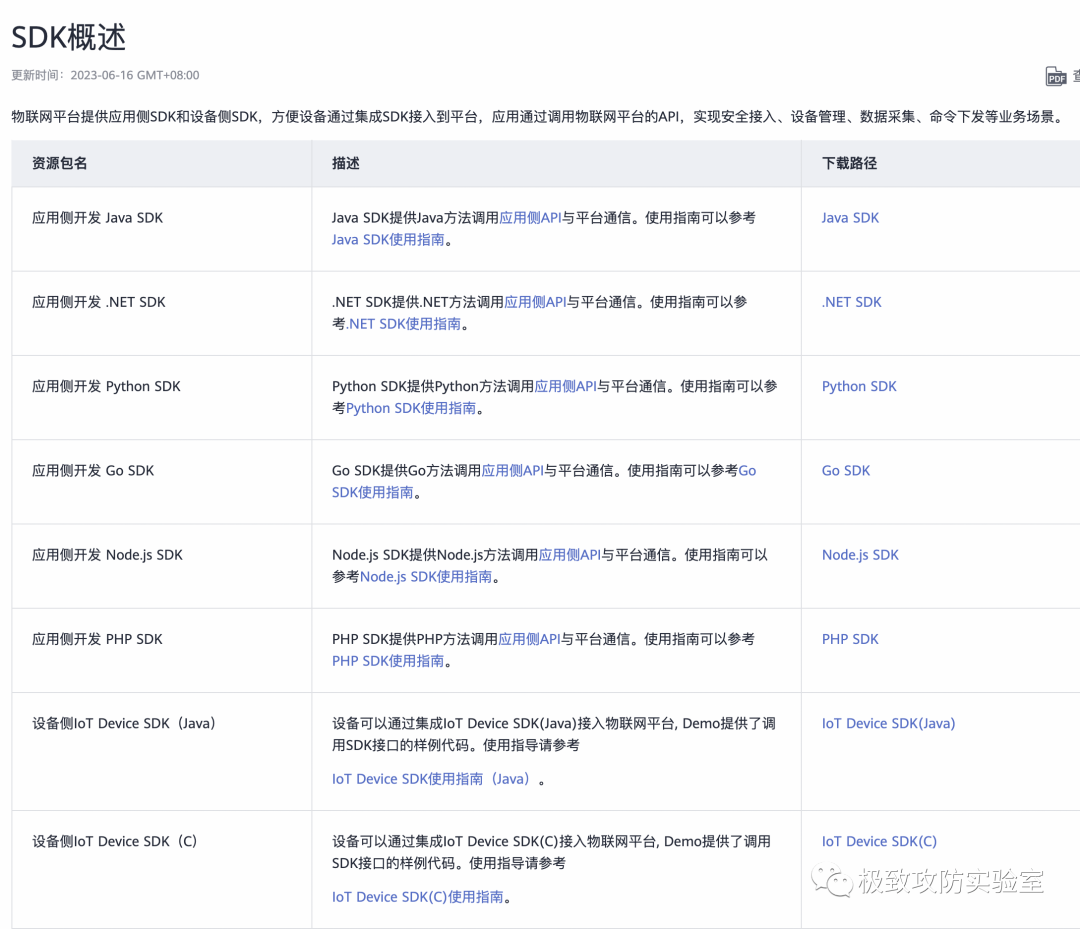 SDK概述
更新时间：2023-06-16 GMT+08:00
PDF
物联网平台提供应用侧SDK和设备侧SDK，方便设备通过集成SDK接入到平台，应用通过调用物联网平台的API，实现安全接入、设备管理、数据采集、命令下发等业务场景。
资源包名 描述 下载路径
应用侧开发 Java SDK
Java SDK提供Java方法调用应用侧API与平台通信。使用指南可以参考
Java SDK使用指南。
Java SDK
应用侧开发 .NET SDK
.NET SDK提供.NET方法调用应用侧API与平台通信。使用指南可以参
考.NET SDK使用指南。
.NET SDK
应用侧开发 Python SDK
Python SDK提供Python方法调用应用侧API与平台通信。使用指南可以参
考Python SDK使用指南。
Python SDK
应用侧开发 Go SDK
Go SDK提供Go方法调用应用侧API与平台通信。使用指南可以参考Go
SDK使用指南。
Go SDK
应用侧开发 Node.js SDK
Node.js SDK提供Node.js方法调用应用侧API与平台通信。使用指南可以
参考Node.js SDK使用指南。
Node.js SDK
应用侧开发 PHP SDK
PHP SDK提供PHP方法调用应用侧API与平台通信。使用指南可以参考
PHP SDK使用指南。
PHP SDK
设备侧IoT Device SDK（Java）
设备可以通过集成IoT Device SDK(Java)接入物联网平台, Demo提供了调
用SDK接口的样例代码。使用指导请参考
IoT Device SDK使用指南（Java）。
IoT Device SDK(Java)
设备侧IoT Device SDK（C）
设备可以通过集成IoT Device SDK(C)接入物联网平台, Demo提供了调用
SDK接口的样例代码。使用指导请参考
IoT Device SDK(C)使用指南。
IoT Device SDK(C)
极致攻防实验室